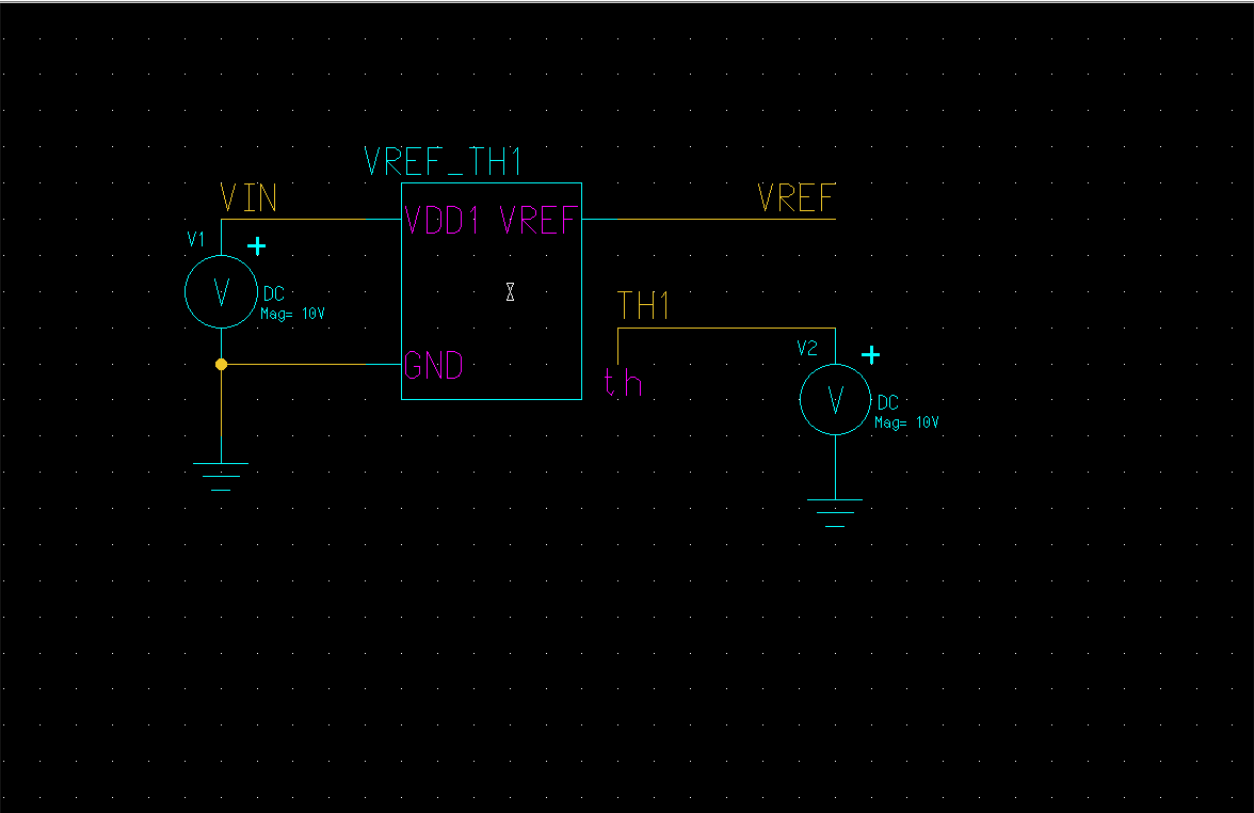 VREF_TH1
VIN
VREF
VDD1 VREF
V1
+
V
DC
Mag= 10V
TH1
V2
+
GND
th
V
DC
Mag= 10V